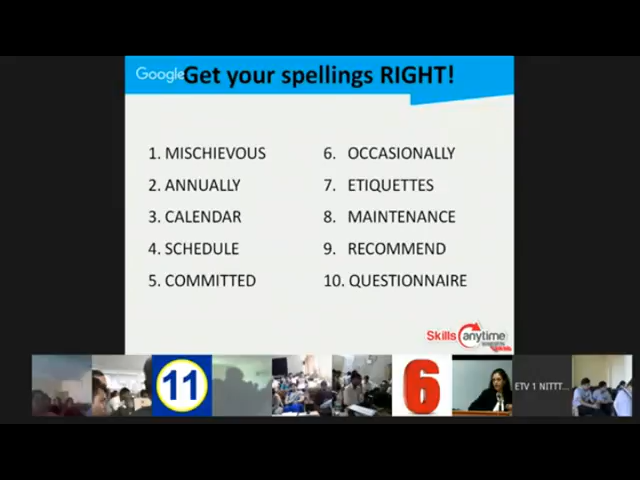 Google
Get your spellings RIGHT!
1. MISCHIEVOUS
2. ANNUALLY
3. CALENDAR
4. SCHEDULE
5. COMMITTED
6. OCCASIONALLY
7. ETIQUETTES
8. MAINTENANCE
9. RECOMMEND
10. QUESTIONNAIRE
Skills anytime
11
6
ETV 1 NITTT...